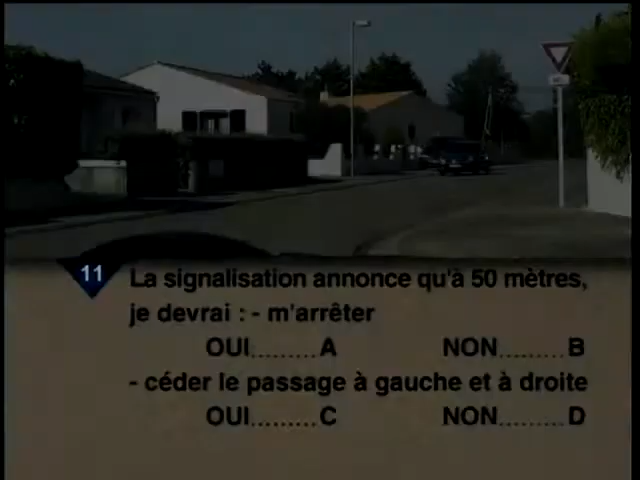 11 La signalisation annonce qu'à 50 mètres,
je devrai : - m'arrêter
OUI.........A NON.........B
- céder le passage à gauche et à droite
OUI.........C NON.........D